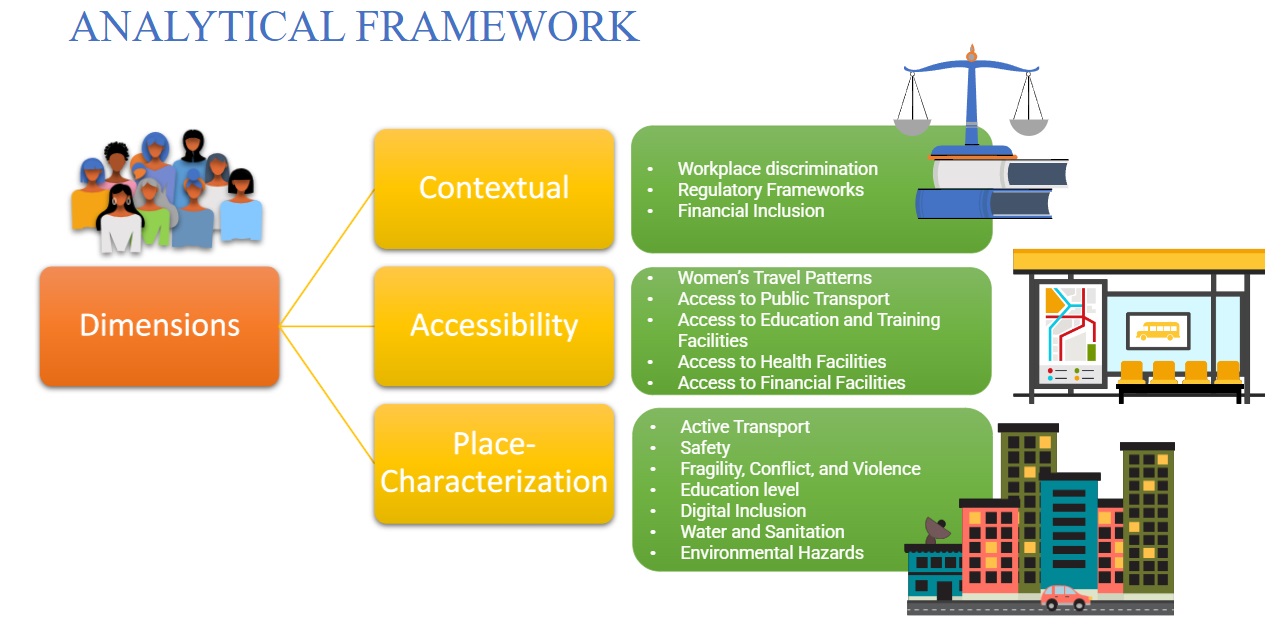 ANALYTICAL FRAMEWORK
Dimensions
Contextual
• Workplace discrimination
• Regulatory Frameworks
• Financial Inclusion
Accessibility
• Women’s Travel Patterns
• Access to Public Transport
• Access to Education and Training
Facilities
• Access to Health Facilities
• Access to Financial Facilities
Place-
Characterization
• Active Transport
• Safety
• Fragility, Conflict, and Violence
• Education level
• Digital Inclusion
• Water and Sanitation
• Environmental Hazards